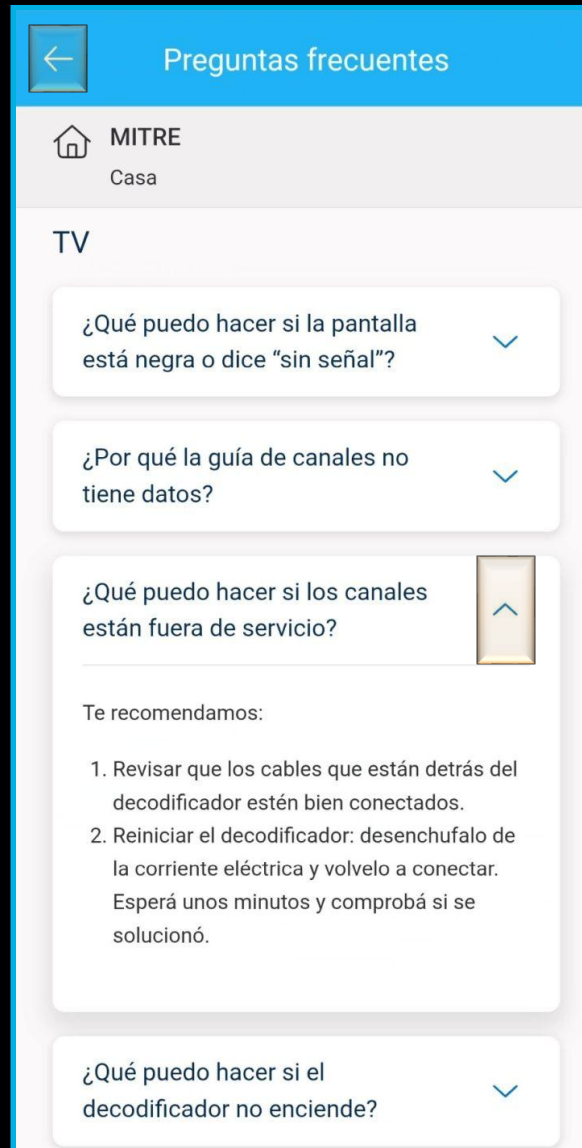 Preguntas frecuentes
MITRE
Casa
TV
¿Qué puedo hacer si la pantalla
está negra o dice “sin señal”?
¿Por qué la guía de canales no
tiene datos?
¿Qué puedo hacer si los canales
están fuera de servicio?
Te recomendamos:
1. Revisar que los cables que están detrás del
decodificador estén bien conectados.
2. Reiniciar el decodificador: desenchufalo de
la corriente eléctrica y volvelo a conectar.
Esperá unos minutos y comprobá si se
solucionó.
¿Qué puedo hacer si el
decodificador no enciende?